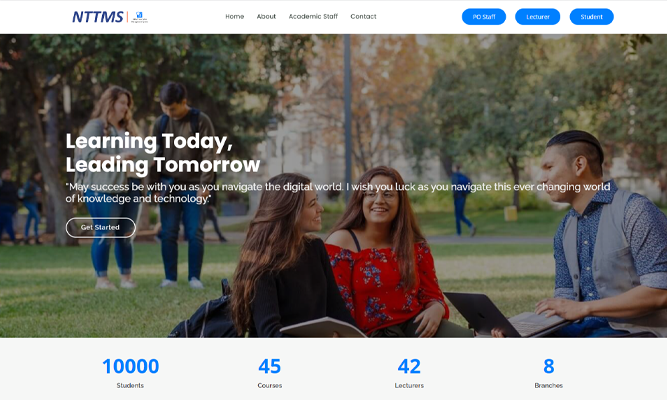 NTTMS
Home About Academic Staff Contact
PO Staff Lecturer Student
Learning Today,
Leading Tomorrow
"May success be with you as you navigate the digital world. I wish you luck as you navigate this ever changing world
of knowledge and technology."
Get Started
10000 45 42 8
Students Courses Lecturers Branches